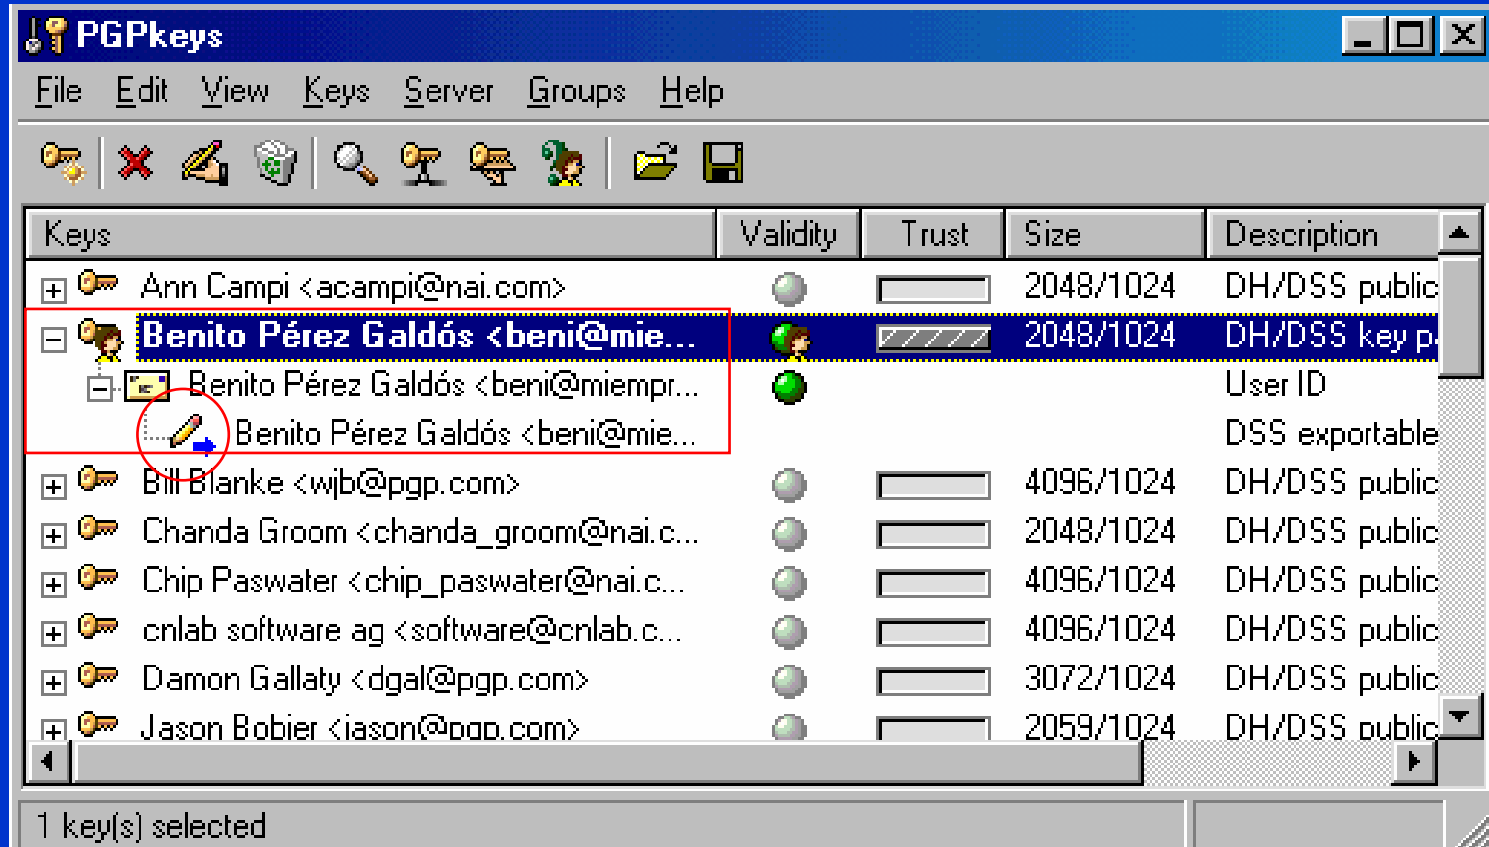 PGPkeys
File Edit View Keys Server Groups Help
Keys Validity Trust Size Description
Ann Campi <acampi@nai.com> 2048/1024 DH/DSS public
Benito Pérez Galdós <beni@mie... 2048/1024 DH/DSS key p
Benito Pérez Galdós <beni@miempr... User ID
Benito Pérez Galdós <beni@mie... DSS exportable
Bill Blanke <wjb@pgp.com> 4096/1024 DH/DSS public
Chanda Groom <chanda_groom@nai.c... 2048/1024 DH/DSS public
Chip Paswater <chip_paswater@nai.c... 4096/1024 DH/DSS public
cnlab software ag <software@cnlab.c... 4096/1024 DH/DSS public
Damon Gallaty <dgal@pgp.com> 3072/1024 DH/DSS public
Jason Bobier <jason@pgp.com> 2059/1024 DH/DSS public
1 key(s) selected